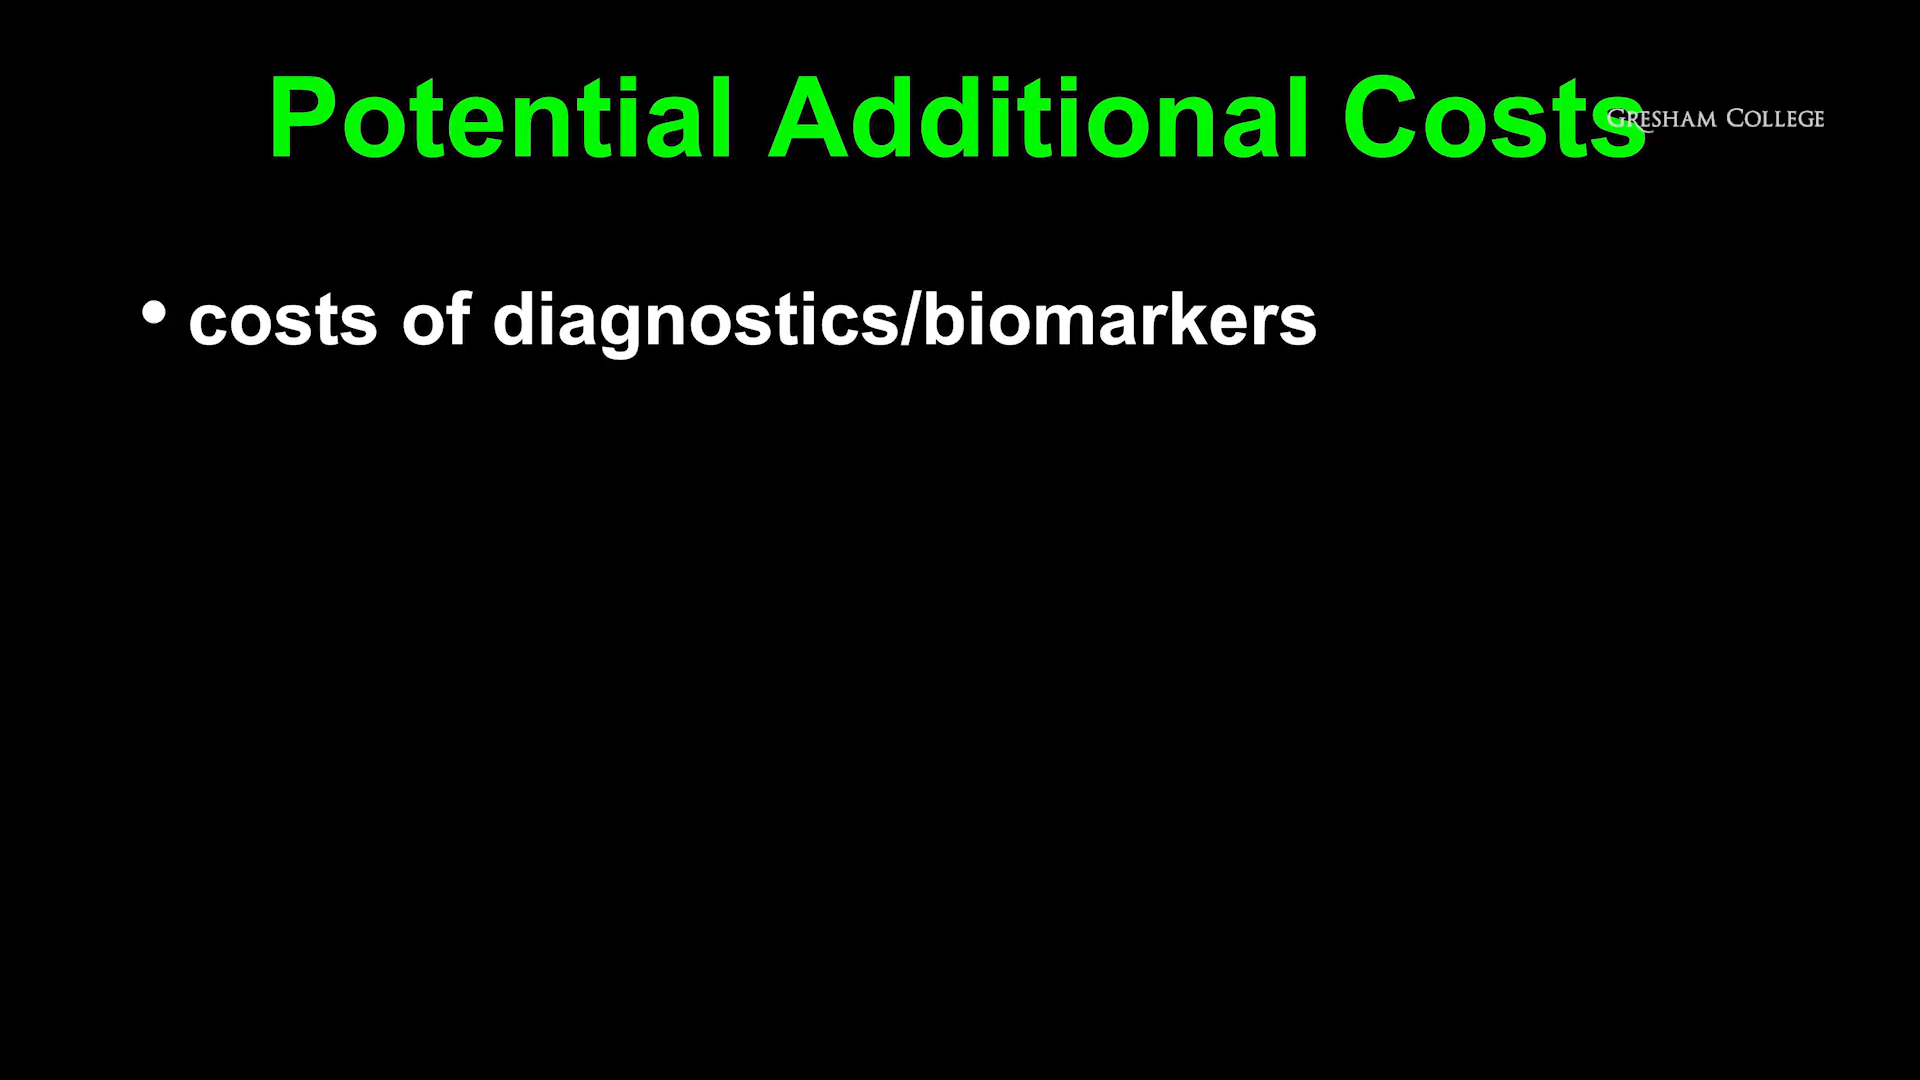 Potential Additional Costs
GRESHAM COLLEGE
• costs of diagnostics/biomarkers